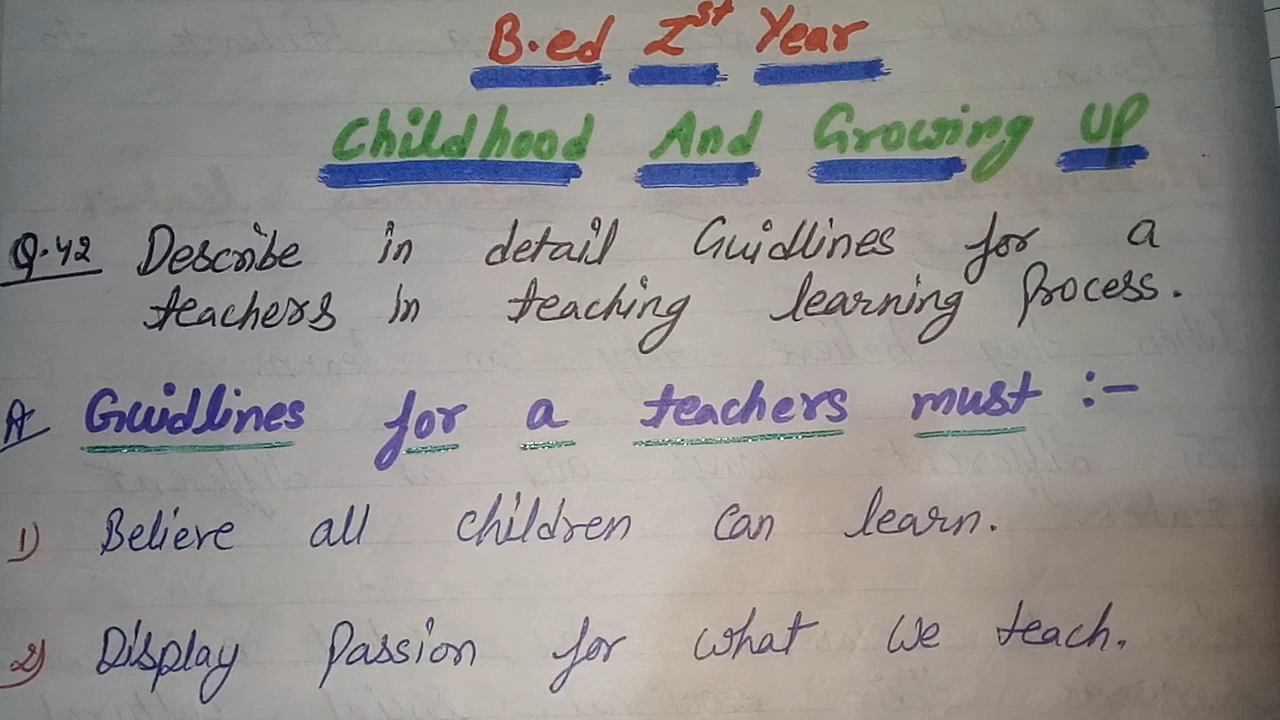 B.ed Ist Year
Childhood And Growing UP
Q.42 Describe in detail Guidlines for a
teachers in teaching learning Process.
A Guidlines for a teachers must :-
1) Believe all children can learn.
2) Display Passion for what we teach.